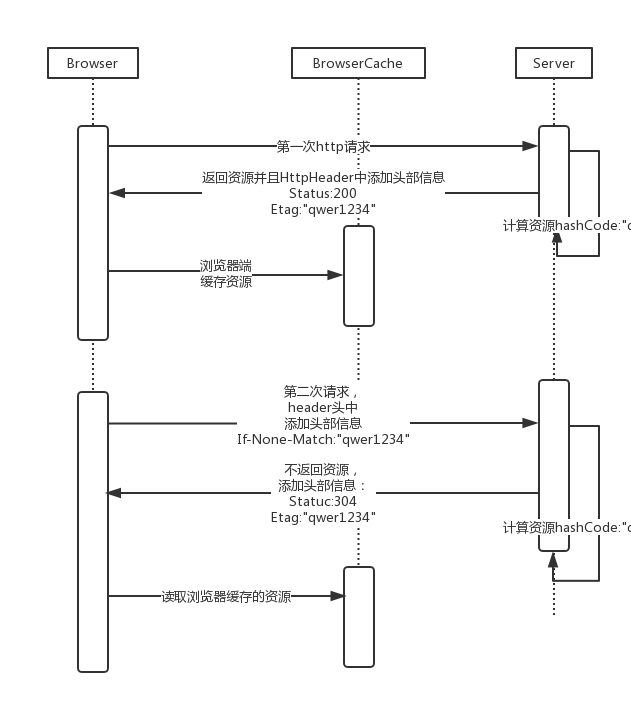 Browser
BrowserCache
Server
第一次http请求
返回资源并且HttpHeader中添加头部信息
Status:200
Etag:"qwer1234"
计算资源hashCode:"q
浏览器端
缓存资源
第二次请求，
header头中
添加头部信息
If-None-Match:"qwer1234"
不返回资源，
添加头部信息：
Statuc:304
Etag:"qwer1234"
计算资源hashCode:"q
读取浏览器缓存的资源